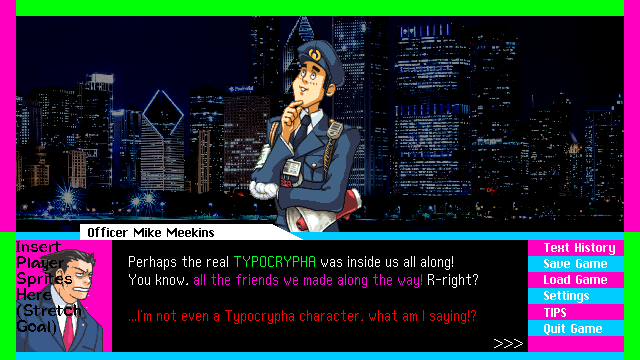 Officer Mike Meekins
Insert
Player
Sprites
Here
(Stretch
Goal)
Perhaps the real TYPOCRYPHA was inside us all along!
You know, all the friends we made along the way! R-right?
...I'm not even a Typocrypha character, what am I saying!?
>>>
Text History
Save Game
Load Game
Settings
TIPS
Quit Game